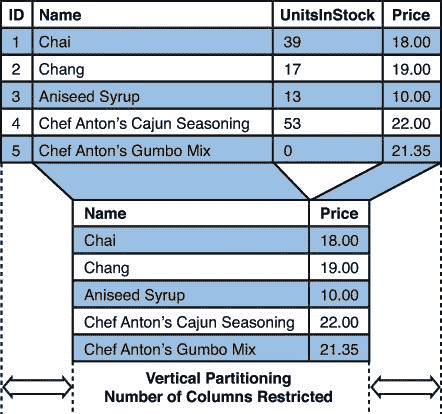 ID Name UnitsInStock Price
1 Chai 39 18.00
2 Chang 17 19.00
3 Aniseed Syrup 13 10.00
4 Chef Anton's Cajun Seasoning 53 22.00
5 Chef Anton's Gumbo Mix 0 21.35
Name Price
Chai 18.00
Chang 19.00
Aniseed Syrup 10.00
Chef Anton's Cajun Seasoning 22.00
Chef Anton's Gumbo Mix 21.35
Vertical Partitioning
Number of Columns Restricted